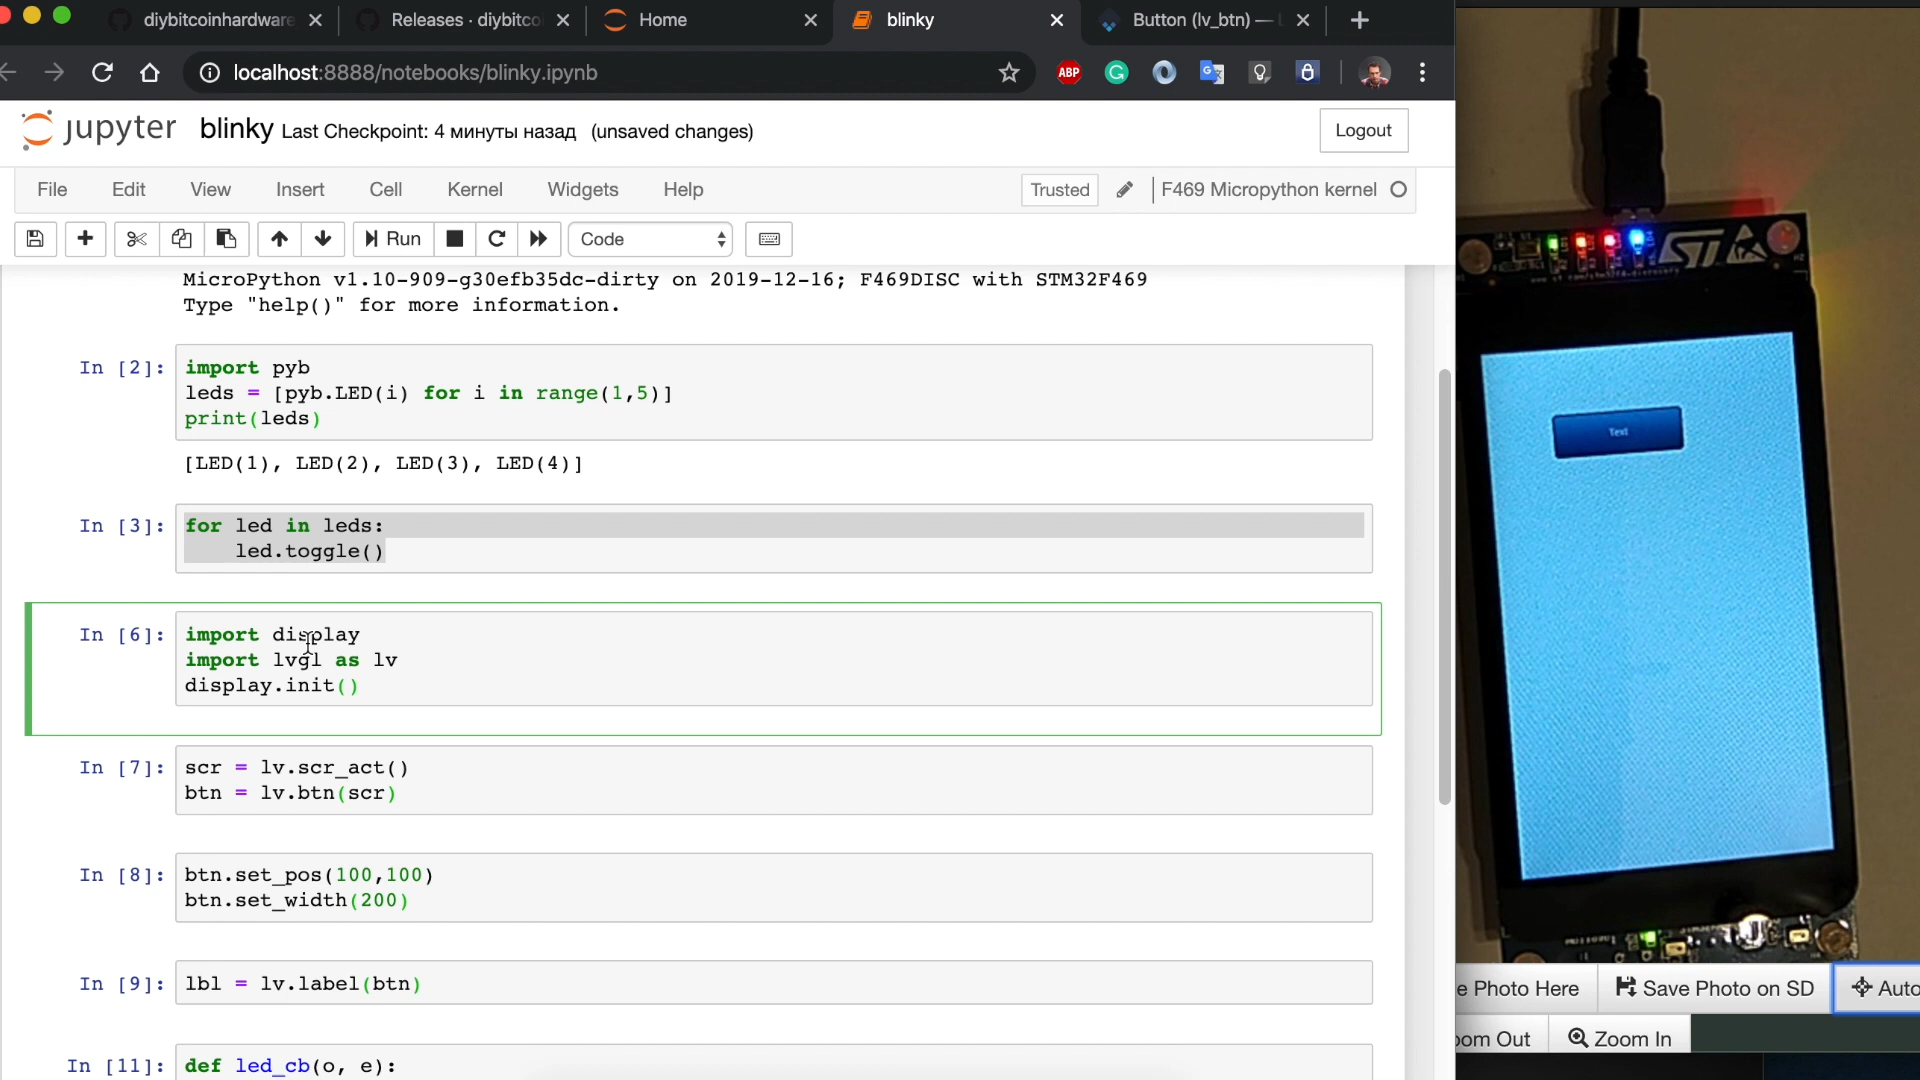 diybitcoinhardware
Releases · diybitco
Home
blinky
Button (lv_btn) — L
localhost:8888/notebooks/blinky.ipynb
ABP
jupyter blinky Last Checkpoint: 4 минуты назад (unsaved changes)
Logout
File Edit View Insert Cell Kernel Widgets Help
Trusted F469 Micropython kernel
Run
Code
MicroPython v1.10-909-g30efb35dc-dirty on 2019-12-16; F469DISC with STM32F469
Type "help()" for more information.
In [2]: import pyb
leds = [pyb.LED(i) for i in range(1,5)]
print(leds)
[LED(1), LED(2), LED(3), LED(4)]
In [3]: for led in leds:
led.toggle()
In [6]: import display
import lvgl as lv
display.init()
In [7]: scr = lv.scr_act()
btn = lv.btn(scr)
In [8]: btn.set_pos(100,100)
btn.set_width(200)
In [9]: lbl = lv.label(btn)
In [11]: def led_cb(o, e):
ST
Text
e Photo Here
Save Photo on SD
Auto
oom Out
Zoom In